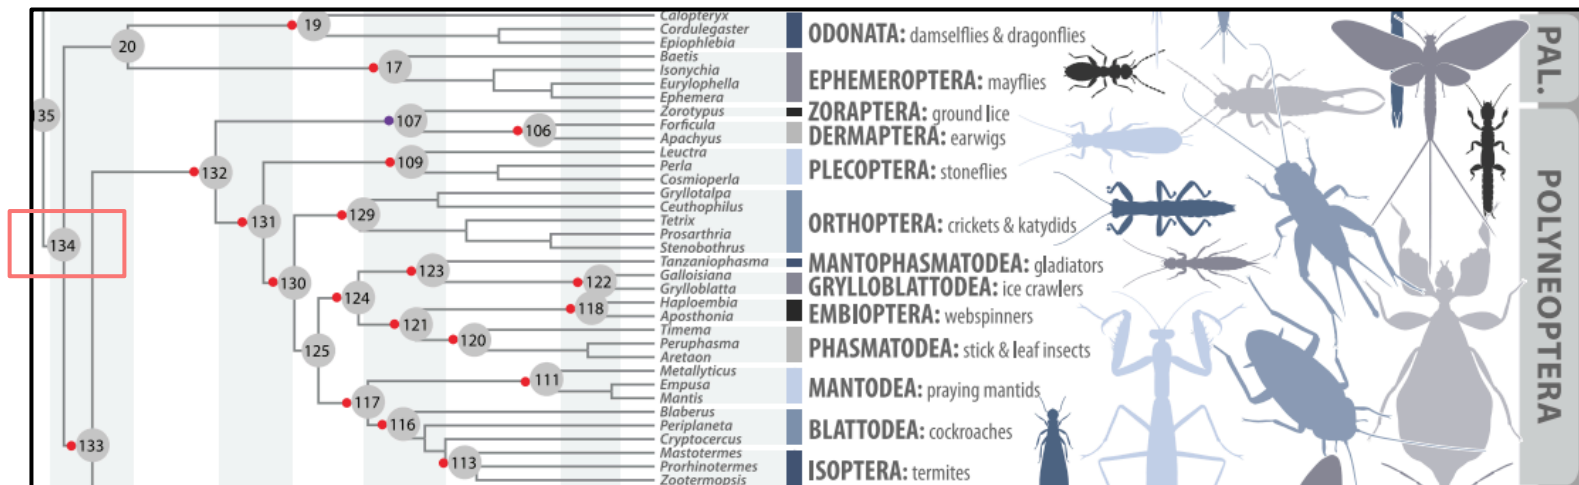 Calopteryx
Cordulegaster
Epiophlebia
Baetis
Isonychia
Eurylophella
Ephemera
Zorotypus
Forficula
Apachyus
Leuctra
Perla
Cosmioperla
Gryllotalpa
Ceuthophilus
Tetrix
Prosarthria
Stenobothrus
Tanzaniophasma
Galloisiana
Grylloblatta
Haploembia
Aposthonia
Timema
Peruphasma
Aretaon
Metallyticus
Empusa
Mantis
Blaberus
Periplaneta
Cryptocercus
Mastotermes
Prorhinotermes
Zootermopsis
19
20
17
135
107
106
109
132
131
129
134
123
130
122
124
118
121
120
125
111
117
116
133
113
ODONATA: damselflies & dragonflies
EPHEMEROPTERA: mayflies
ZORAPTERA: ground lice
DERMAPTERA: earwigs
PLECOPTERA: stoneflies
ORTHOPTERA: crickets & katydids
MANTOPHASMATODEA: gladiators
GRYLLOBLATTODEA: ice crawlers
EMBIOPTERA: webspinners
PHASMATODEA: stick & leaf insects
MANTODEA: praying mantids
BLATTODEA: cockroaches
ISOPTERA: termites
PAL.
POLYNEOPTERA